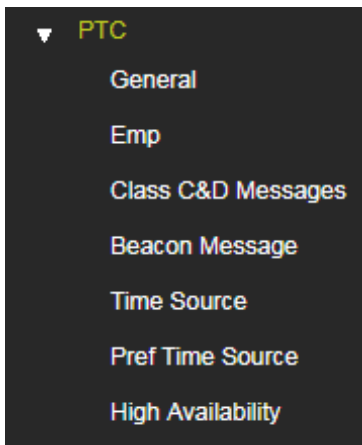 PTC
General
Emp
Class C&D Messages
Beacon Message
Time Source
Pref Time Source
High Availability